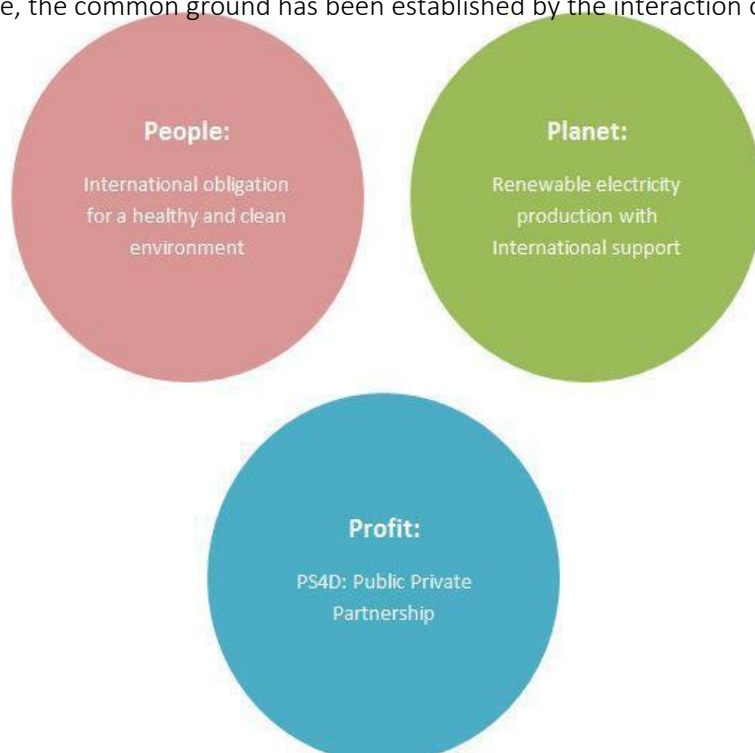 e, the common ground has been established by the interaction
People:
International obligation
for a healthy and clean
environment
Planet:
Renewable electricity
production with
International support
Profit:
PS4D: Public Private
Partnership